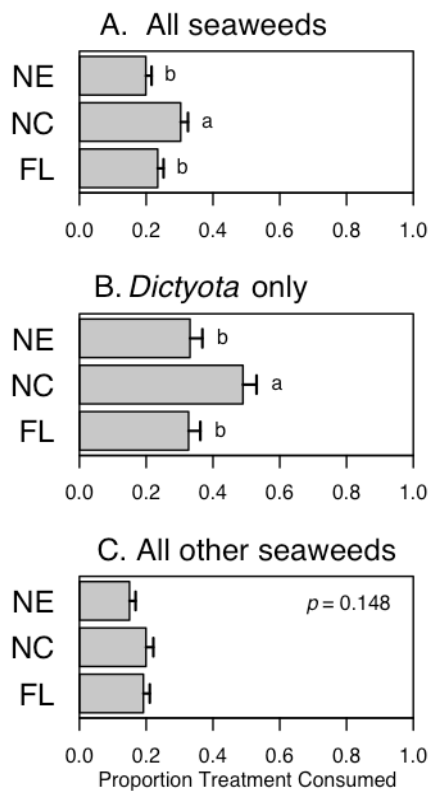 A. All seaweeds
NE b
NC a
FL b
0.0 0.2 0.4 0.6 0.8 1.0
B. Dictyota only
NE b
NC a
FL b
0.0 0.2 0.4 0.6 0.8 1.0
C. All other seaweeds
NE p = 0.148
NC
FL
0.0 0.2 0.4 0.6 0.8 1.0
Proportion Treatment Consumed